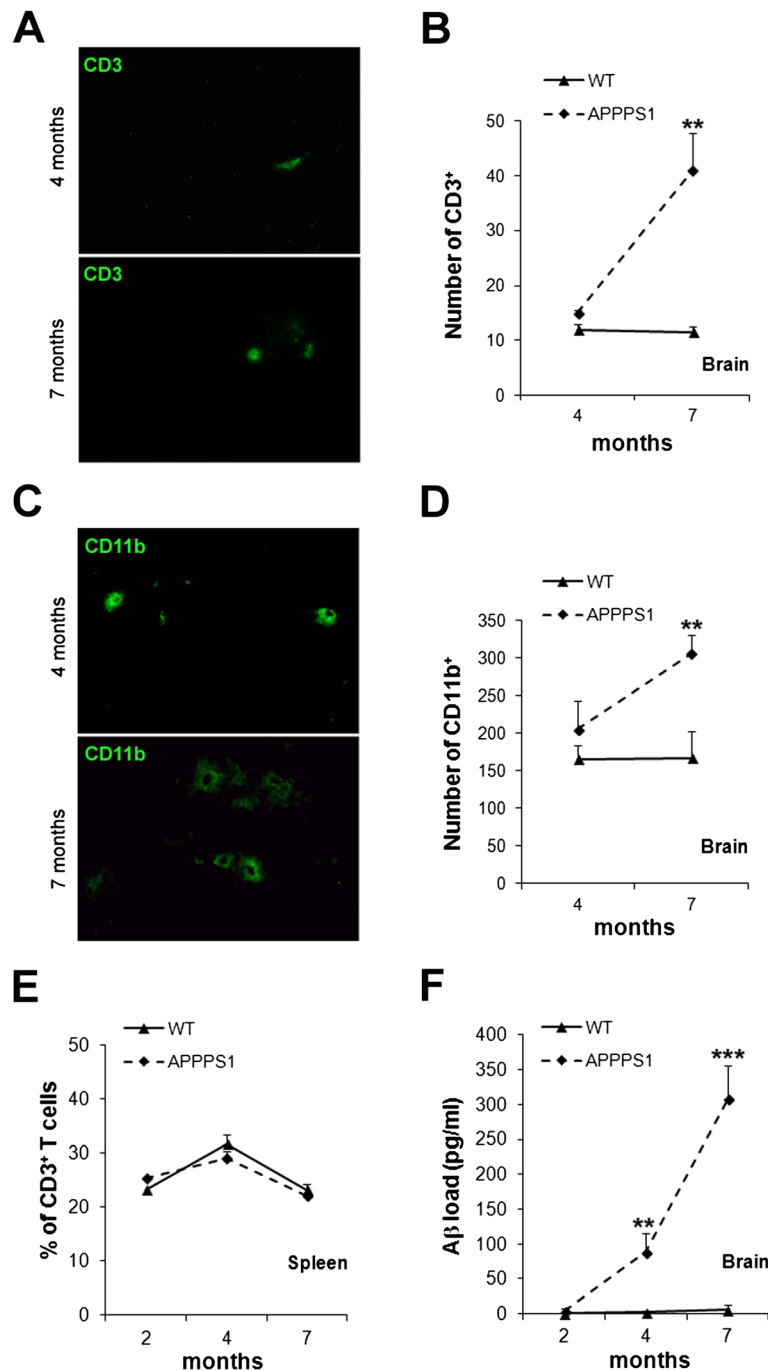 A
CD3
4 months
CD3
7 months
B
WT
APPPS1
**
50
40
30
20
10
0
Number of CD3+
Brain
4 7
months
C
CD11b
4 months
CD11b
7 months
D
WT
APPPS1
**
350
300
250
200
150
100
50
0
Number of CD11b+
Brain
4 7
months
E
WT
APPPS1
50
40
30
20
10
0
% of CD3+ T cells
Spleen
2 4 7
months
F
WT
APPPS1
***
**
400
350
300
250
200
150
100
50
0
Aβ load (pg/ml)
Brain
2 4 7
months